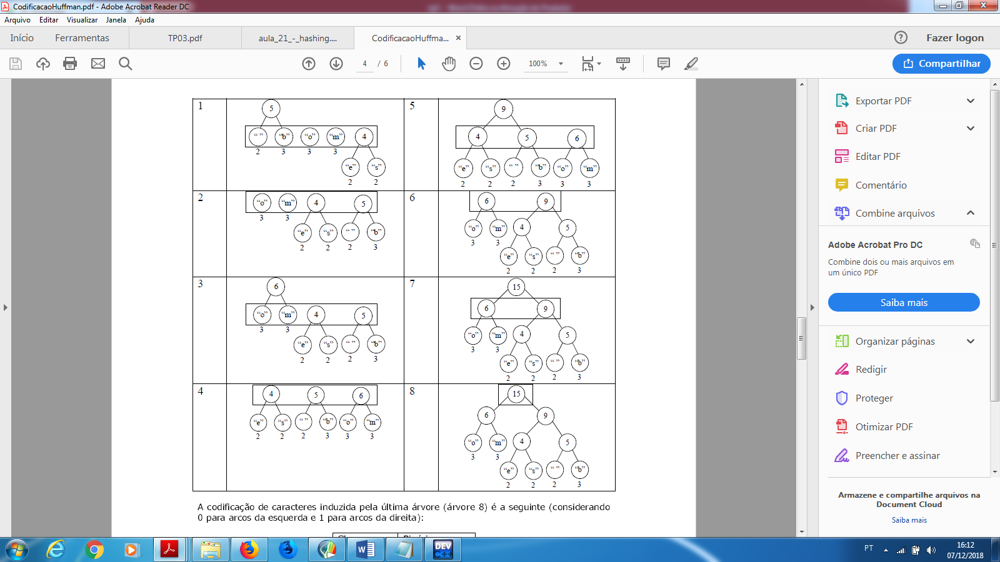 CodificacaoHuffman.pdf - Adobe Acrobat Reader DC
Arquivo Editar Visualizar Janela Ajuda
Início Ferramentas TP03.pdf aula_21_-_hashing.... CodificacaoHuffma... × Fazer logon
4 / 6 100% Compartilhar
1
5
“ ” “b” “o” “m” 4
2 3 3 3
“e” “s”
2 2
5
9
4 5 6
“e” “s” “ ” “b” “o” “m”
2 2 2 3 3 3
2
“o” “m” 4 5
3 3
“e” “s” “ ” “b”
2 2 2 3
6
6 9
“o” “m” 4 5
3 3
“e” “s” “ ” “b”
2 2 2 3
3
6
“o” “m” 4 5
3 3
“e” “s” “ ” “b”
2 2 2 3
7
15
6 9
“o” “m” 4 5
3 3
“e” “s” “ ” “b”
2 2 2 3
4
4 5 6
“e” “s” “ ” “b” “o” “m”
2 2 2 3 3 3
8
15
6 9
“o” “m” 4 5
3 3
“e” “s” “ ” “b”
2 2 2 3
A codificação de caracteres induzida pela última árvore (árvore 8) é a seguinte (considerando
0 para arcos da esquerda e 1 para arcos da direita):
Exportar PDF
Criar PDF
Editar PDF
Comentário
Combine arquivos
Adobe Acrobat Pro DC
Combine dois ou mais arquivos em
um único PDF
Saiba mais
Organizar páginas
Redigir
Proteger
Otimizar PDF
Preencher e assinar
Armazene e compartilhe arquivos na
Document Cloud
Saiba mais
DEV
C++
PT
16:12
07/12/2018